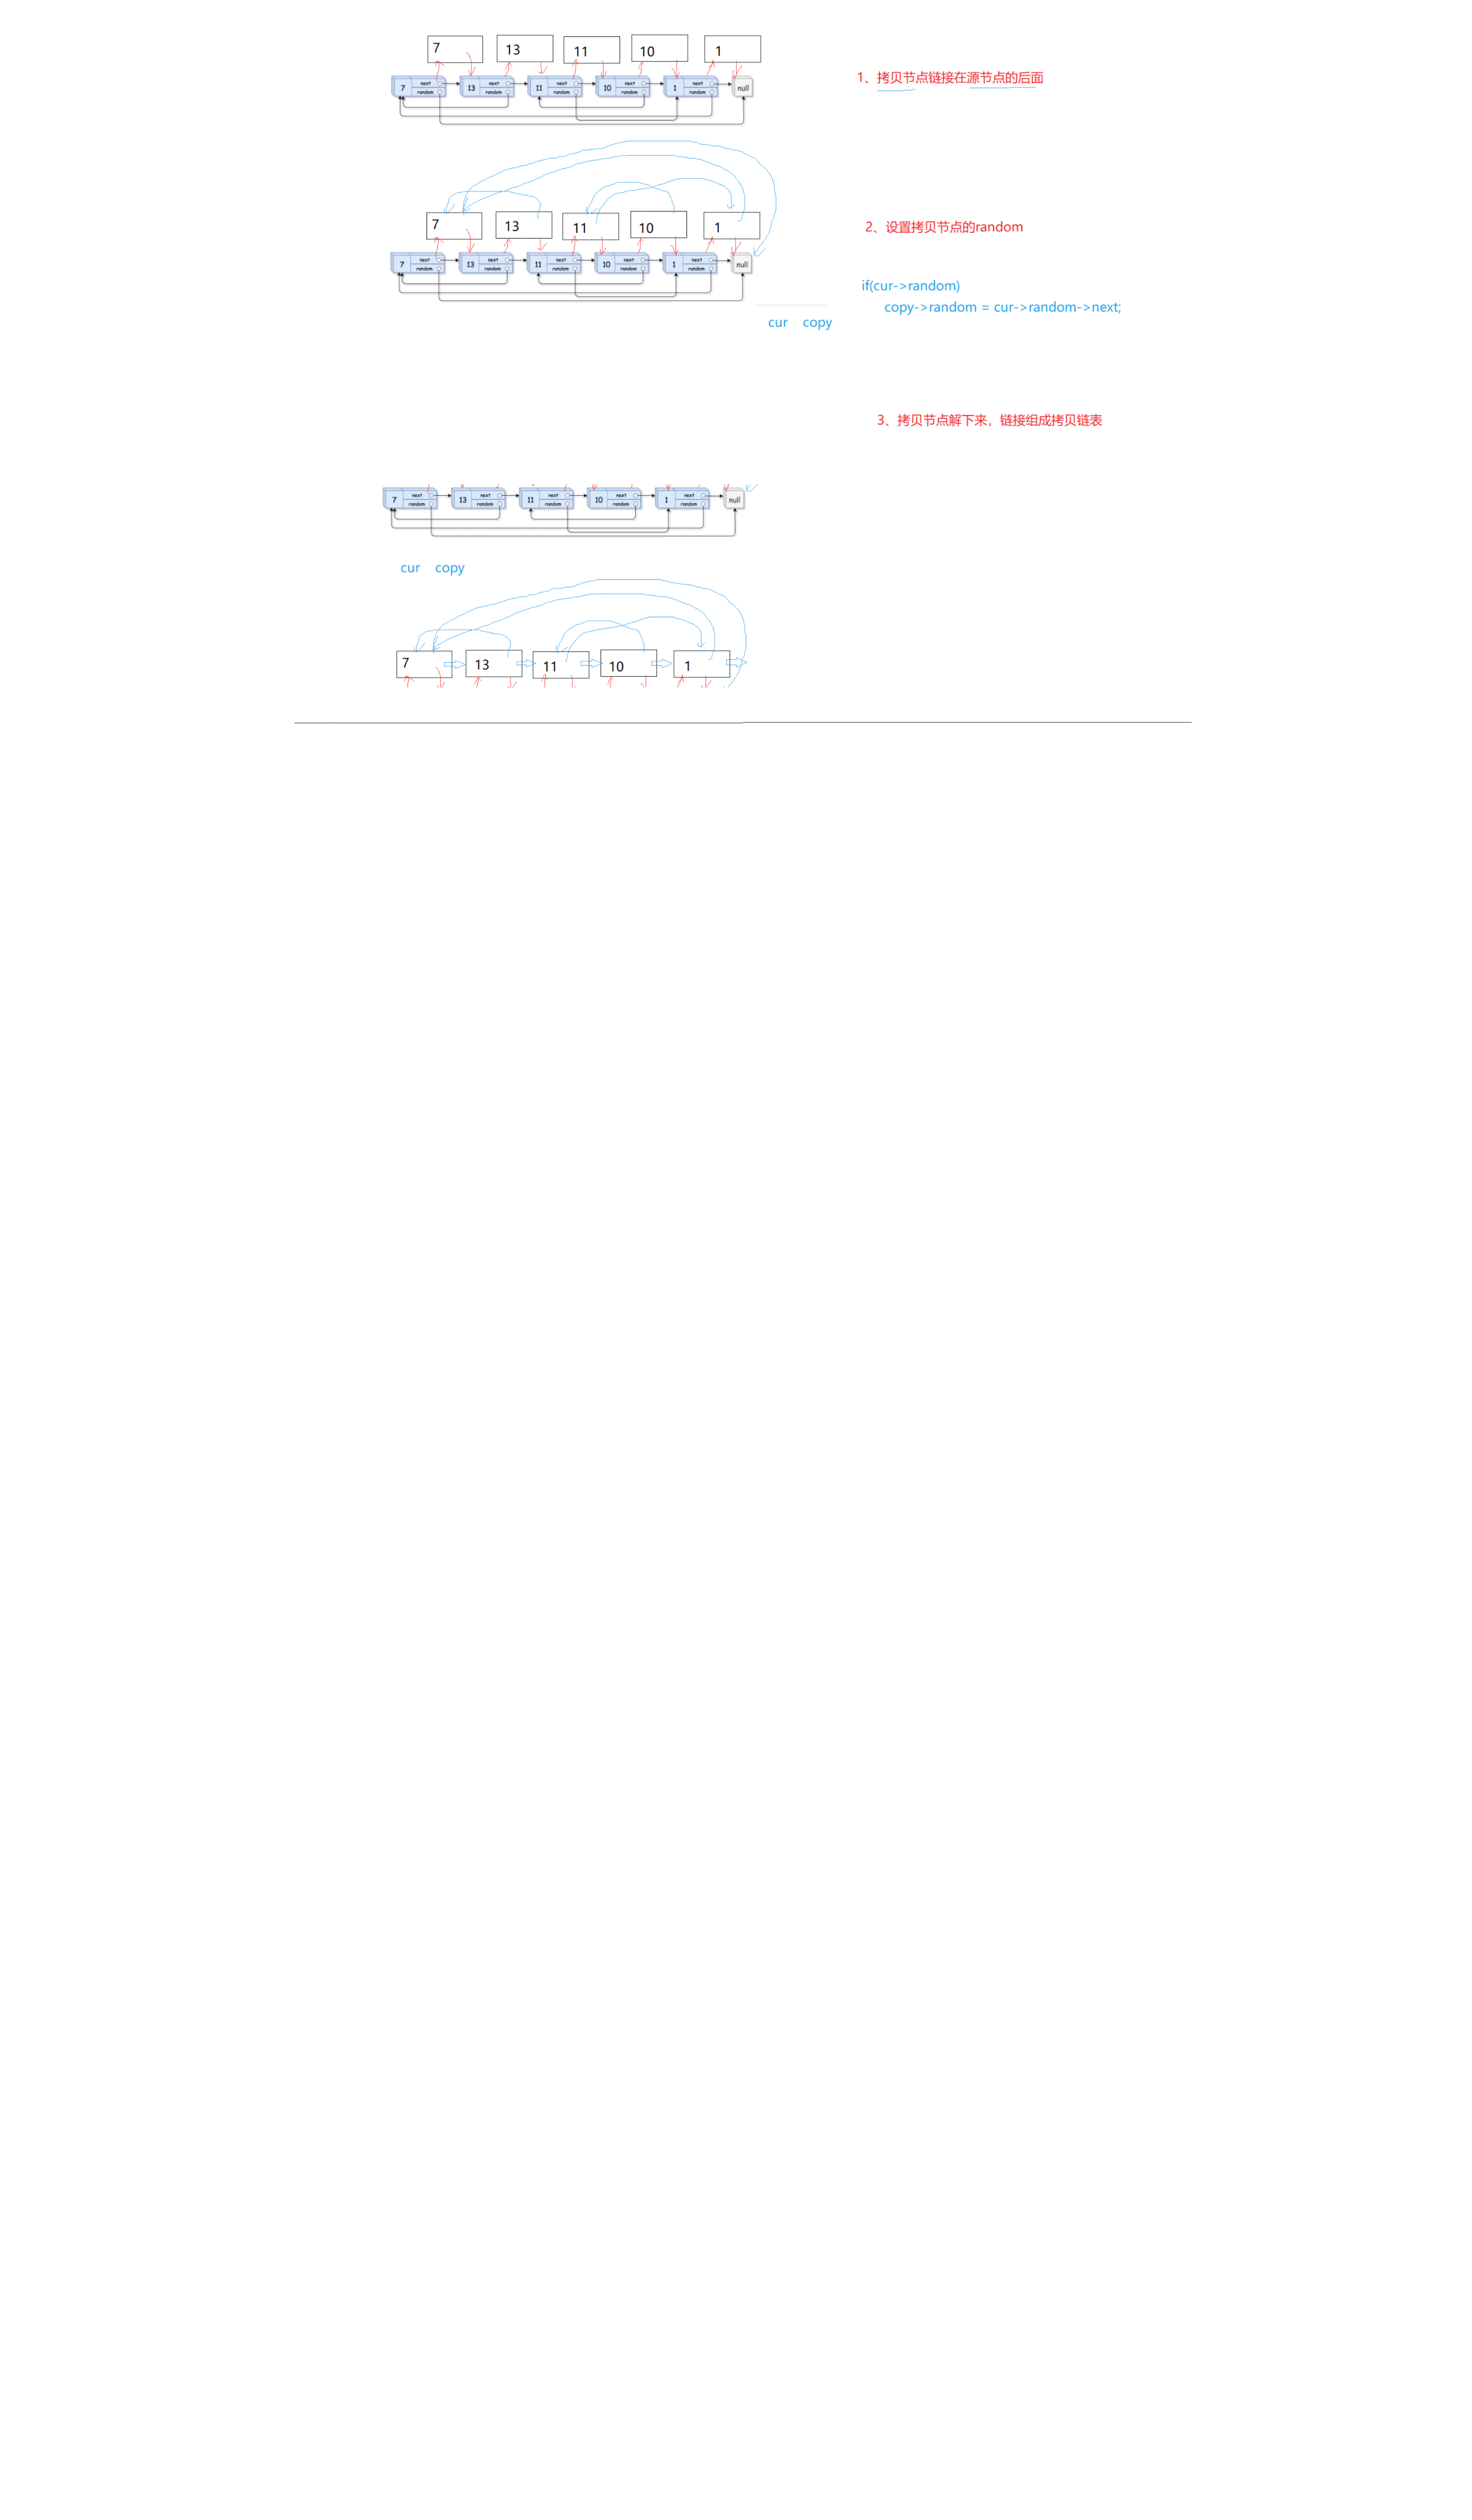 7 13 11 10 1
1、拷贝节点链接在源节点的后面
7 next random 13 next random 11 next random 10 next random 1 next random null
7 13 11 10 1
2、设置拷贝节点的random
7 next random 13 next random 11 next random 10 next random 1 next random null
if(cur->random)
copy->random = cur->random->next;
cur copy
3、拷贝节点解下来，链接组成拷贝链表
7 next random 13 next random 11 next random 10 next random 1 next random null
cur copy
7 13 11 10 1